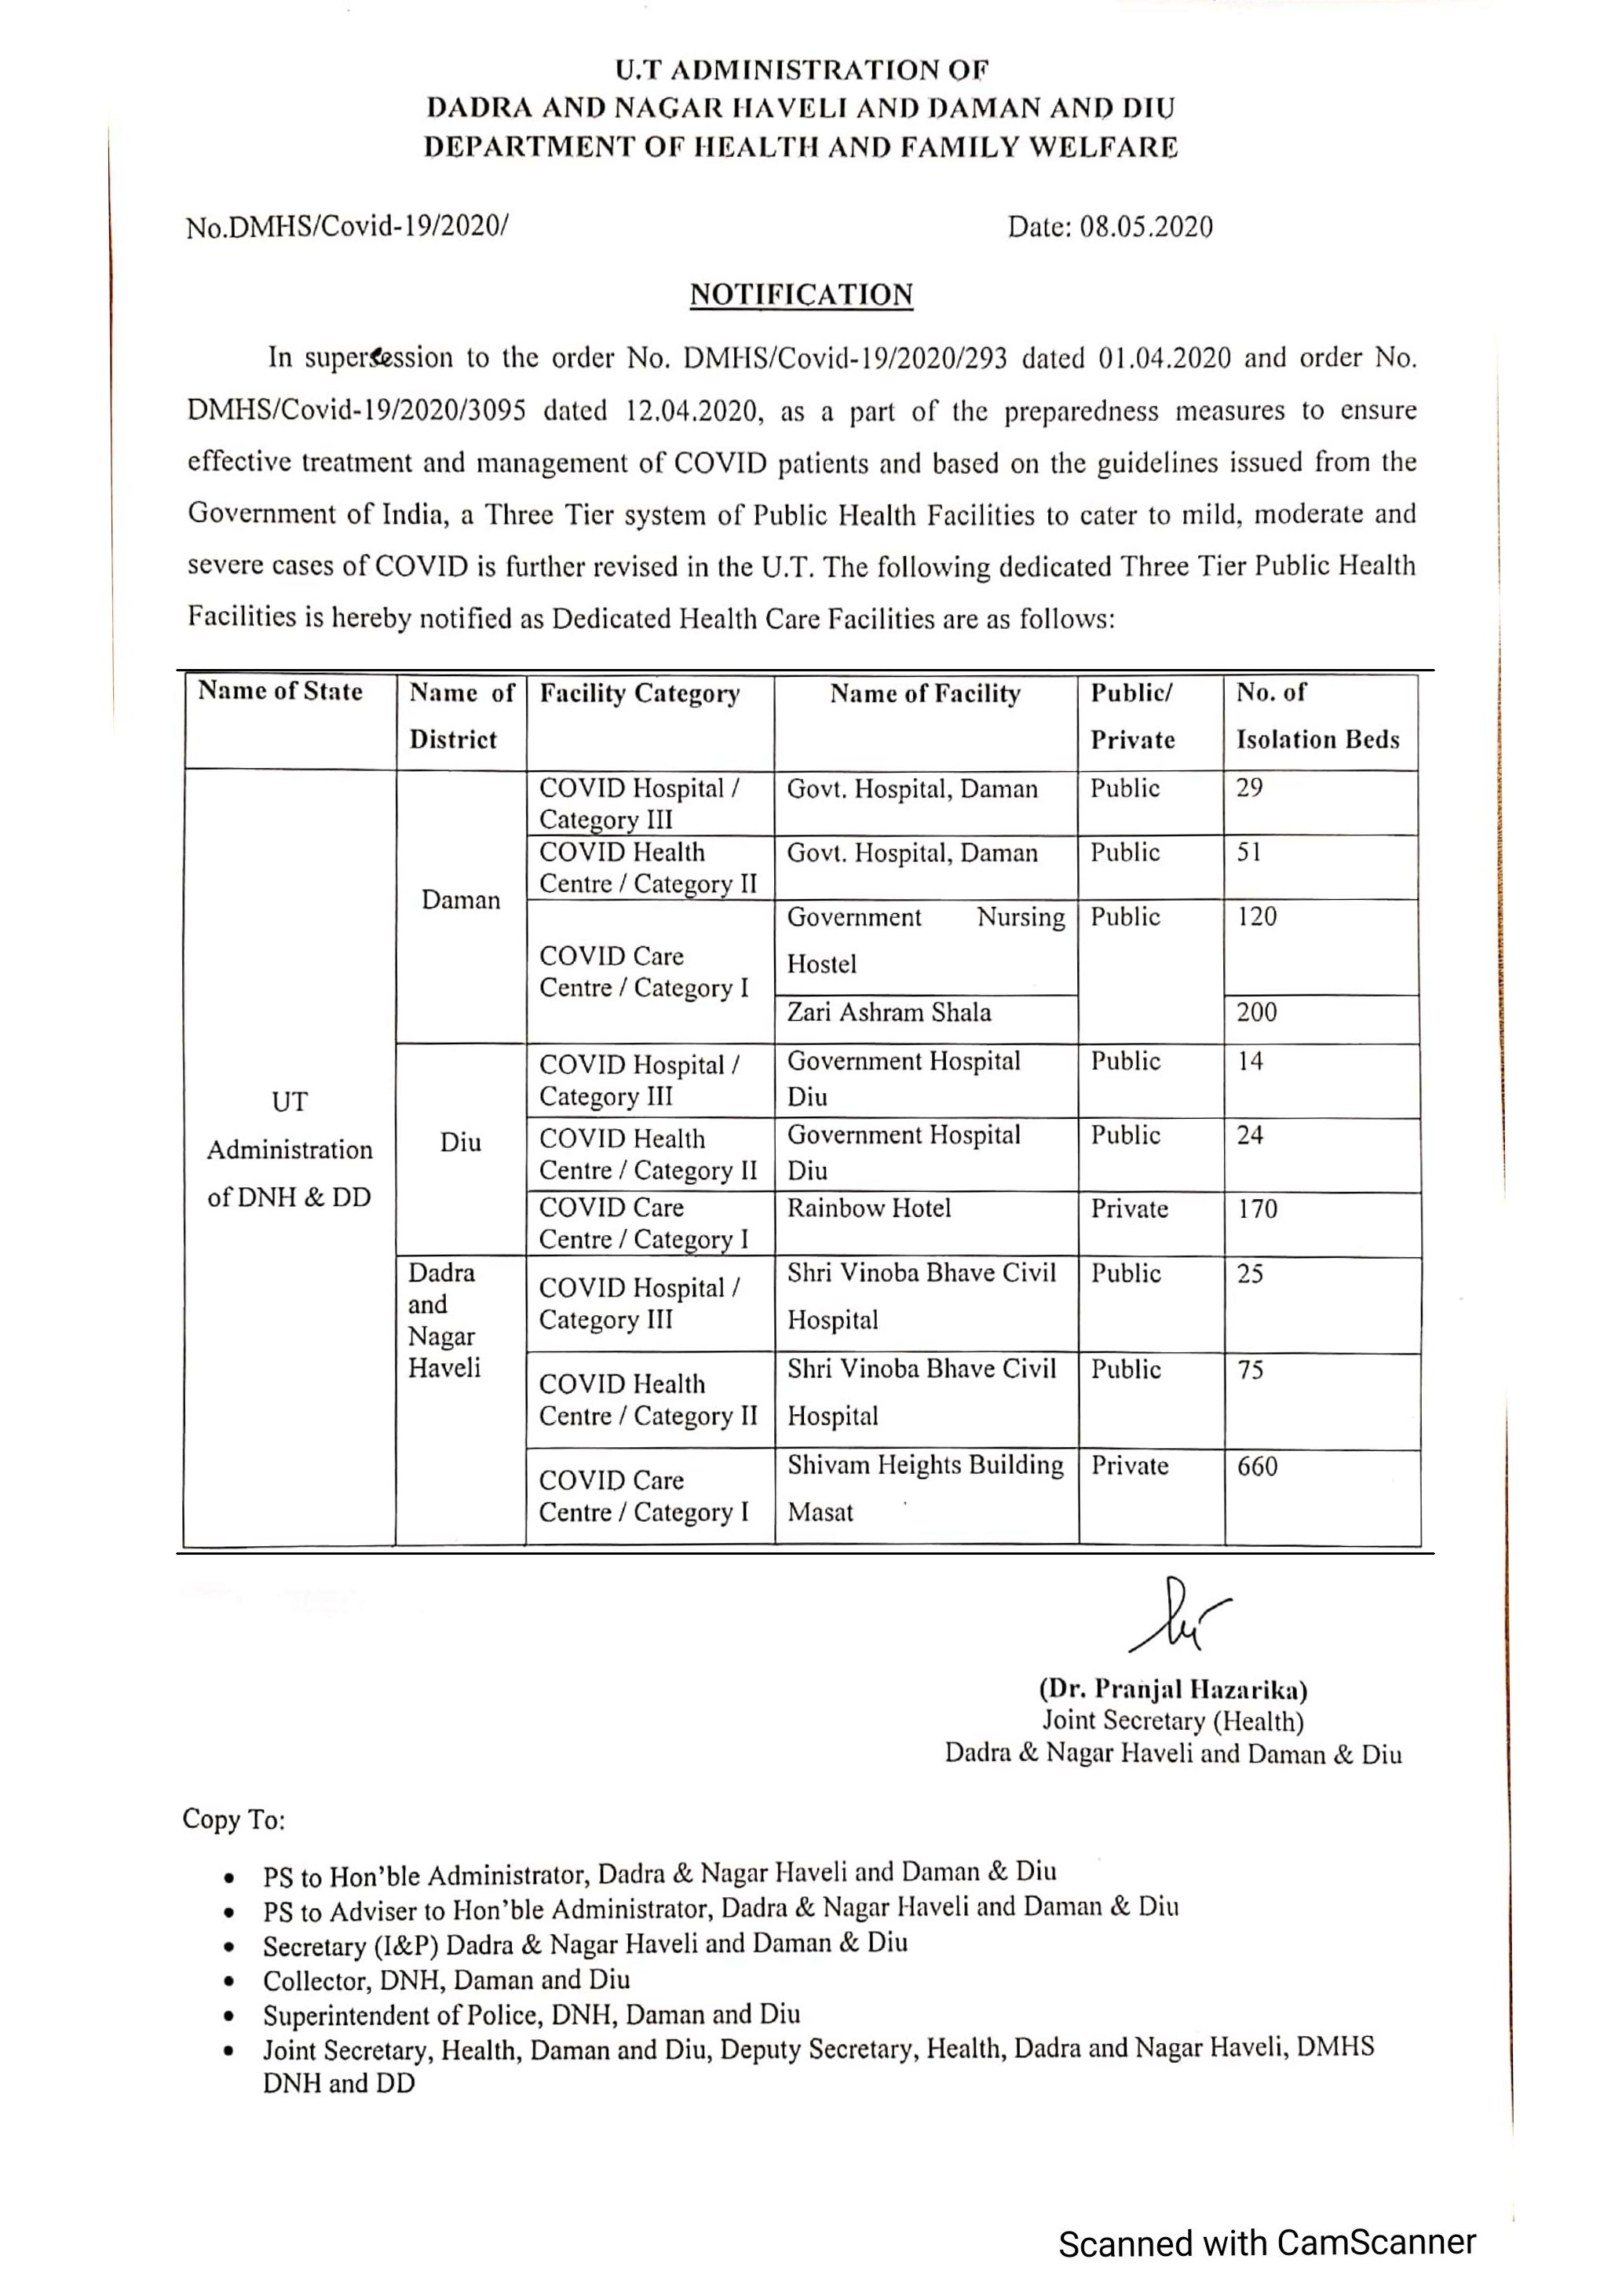 U.T ADMINISTRATION OF
DADRA AND NAGAR HAVELI AND DAMAN AND DIU
DEPARTMENT OF HEALTH AND FAMILY WELFARE
No.DMHS/Covid-19/2020/ Date: 08.05.2020
NOTIFICATION
In supersession to the order No. DMHS/Covid-19/2020/293 dated 01.04.2020 and order No.
DMHS/Covid-19/2020/3095 dated 12.04.2020, as a part of the preparedness measures to ensure
effective treatment and management of COVID patients and based on the guidelines issued from the
Government of India, a Three Tier system of Public Health Facilities to cater to mild, moderate and
severe cases of COVID is further revised in the U.T. The following dedicated Three Tier Public Health
Facilities is hereby notified as Dedicated Health Care Facilities are as follows:
Name of State
Name of
District
Facility Category
Name of Facility
Public/
Private
No. of
Isolation Beds
UT
Administration
of DNH & DD
Daman
COVID Hospital /
Category III
Govt. Hospital, Daman
Public
29
COVID Health
Centre / Category II
Govt. Hospital, Daman
Public
51
COVID Care
Centre / Category I
Government Nursing
Hostel
Public
120
Zari Ashram Shala
200
Diu
COVID Hospital /
Category III
Government Hospital
Diu
Public
14
COVID Health
Centre / Category II
Government Hospital
Diu
Public
24
COVID Care
Centre / Category I
Rainbow Hotel
Private
170
Dadra
and
Nagar
Haveli
COVID Hospital /
Category III
Shri Vinoba Bhave Civil
Hospital
Public
25
COVID Health
Centre / Category II
Shri Vinoba Bhave Civil
Hospital
Public
75
COVID Care
Centre / Category I
Shivam Heights Building
Masat
Private
660
(Dr. Pranjal Hazarika)
Joint Secretary (Health)
Dadra & Nagar Haveli and Daman & Diu
Copy To:
• PS to Hon'ble Administrator, Dadra & Nagar Haveli and Daman & Diu
• PS to Adviser to Hon'ble Administrator, Dadra & Nagar Haveli and Daman & Diu
• Secretary (I&P) Dadra & Nagar Haveli and Daman & Diu
• Collector, DNH, Daman and Diu
• Superintendent of Police, DNH, Daman and Diu
• Joint Secretary, Health, Daman and Diu, Deputy Secretary, Health, Dadra and Nagar Haveli, DMHS
DNH and DD
Scanned with CamScanner